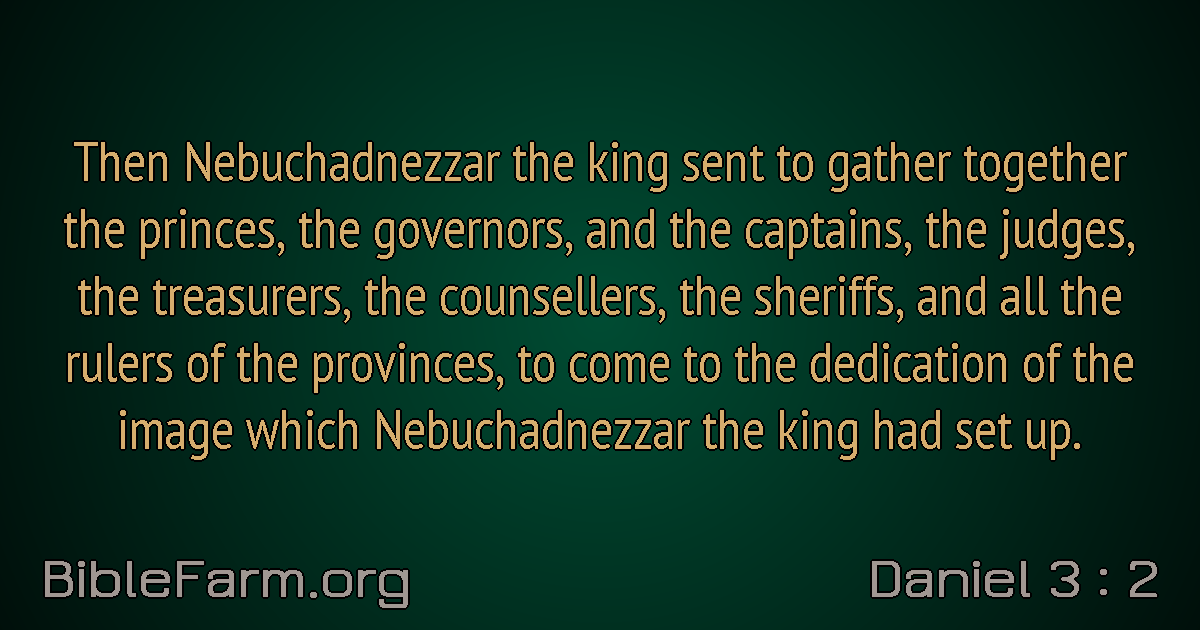 Then Nebuchadnezzar the king sent to gather together
the princes, the governors, and the captains, the judges,
the treasurers, the counsellers, the sheriffs, and all the
rulers of the provinces, to come to the dedication of the
image which Nebuchadnezzar the king had set up.
BibleFarm.org
Daniel 3 : 2